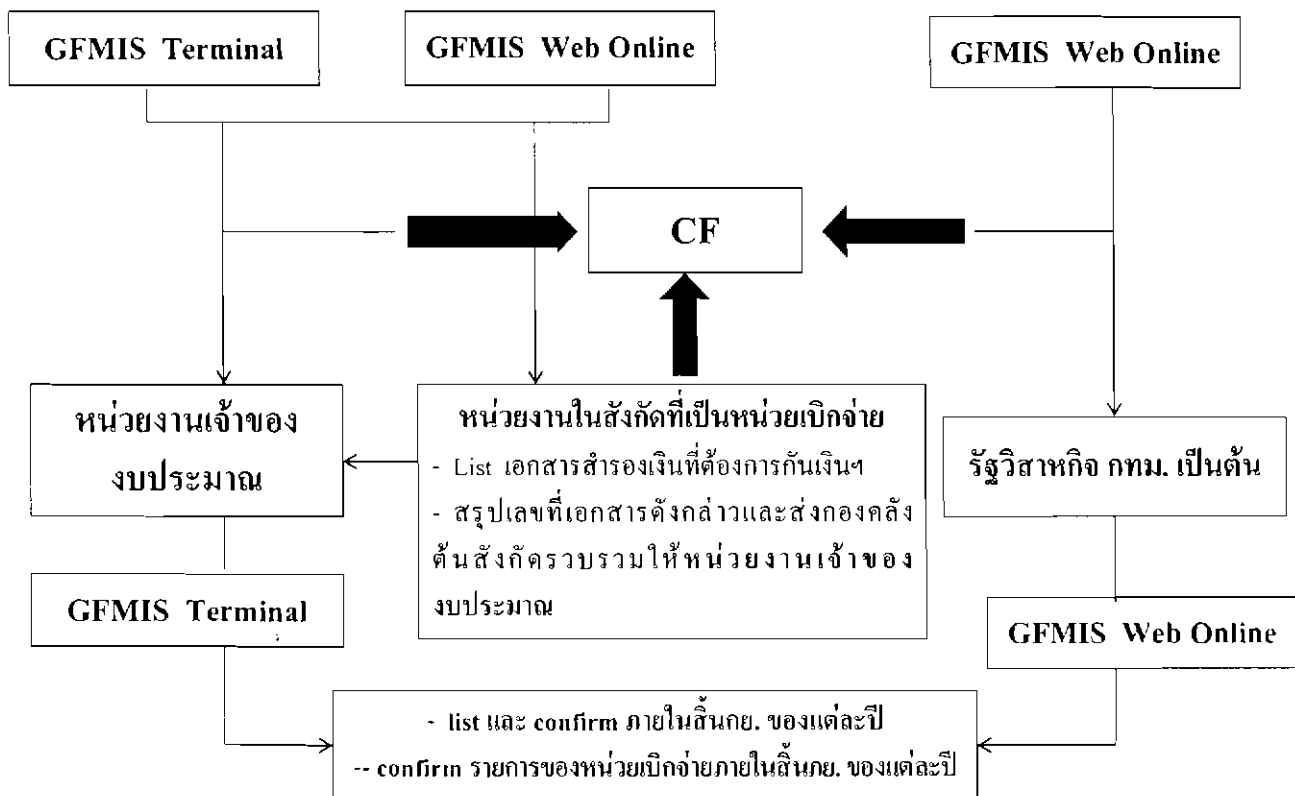 GFMIS Terminal
GFMIS Web Online
GFMIS Web Online
CF
หน่วยงานเจ้าของ
งบประมาณ
หน่วยงานในสังกัดที่เป็นหน่วยเบิกจ่าย
- List เอกสารสำรองเงินที่ต้องการกันเงินฯ
- สรุปเลขที่เอกสารดังกล่าวและส่งกองคลัง
ต้นสังกัดรวบรวมให้หน่วยงานเจ้าของ
งบประมาณ
รัฐวิสาหกิจ กทม. เป็นต้น
GFMIS Terminal
GFMIS Web Online
- list และ confirm ภายในสิ้นกย. ของแต่ละปี
-- confirm รายการของหน่วยเบิกจ่ายภายในสิ้นกย. ของแต่ละปี